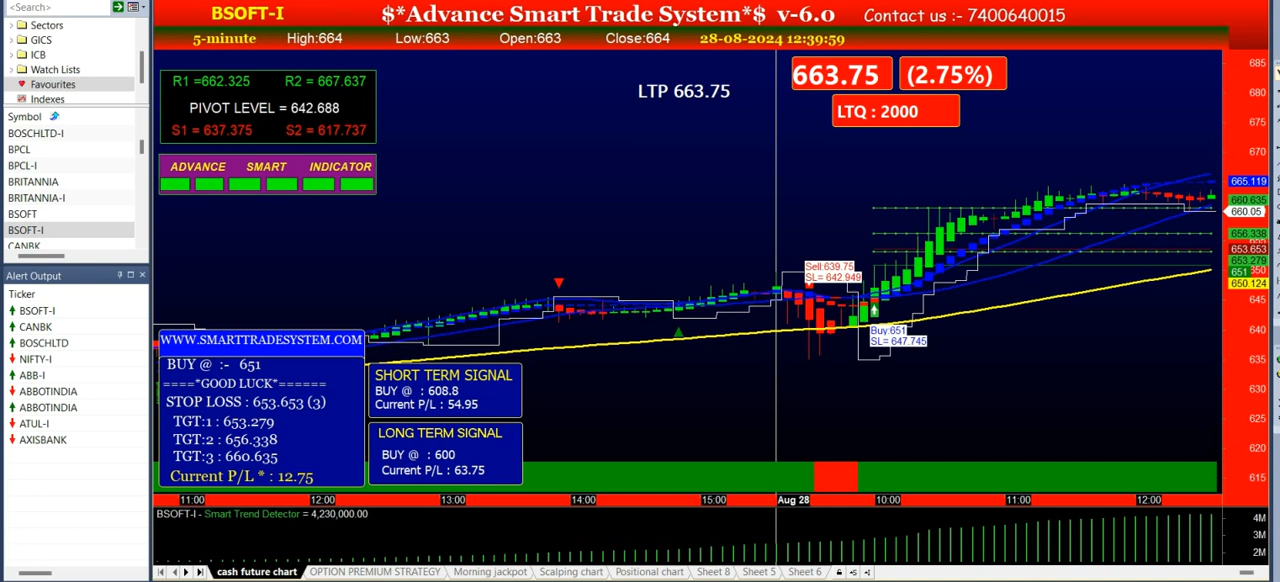 <Search>
Sectors
GICS
ICB
Watch Lists
Favourites
Indexes
Symbol
BOSCHLTD-I
BPCL
BPCL-I
BRITANNIA
BRITANNIA-I
BSOFT
BSOFT-I
CANBK
Alert Output
Ticker
BSOFT-I
CANBK
BOSCHLTD
NIFTY-I
ABB-I
ABBOTINDIA
ABBOTINDIA
ATUL-I
AXISBANK
BSOFT-I $*Advance Smart Trade System*$ v-6.0 Contact us :- 7400640015
5-minute High:664 Low:663 Open:663 Close:664 28-08-2024 12:39:59
R1 =662.325 R2 = 667.637
PIVOT LEVEL = 642.688
S1 = 637.375 S2 = 617.737
ADVANCE SMART INDICATOR
LTP 663.75
663.75 (2.75%)
LTQ : 2000
Sell:639.75
SL= 642.949
Buy:651
SL= 647.745
WWW.SMARTTRADESYSTEM.COM
BUY @ :- 651
====*GOOD LUCK*======
STOP LOSS : 653.653 (3)
TGT:1 : 653.279
TGT:2 : 656.338
TGT:3 : 660.635
Current P/L * : 12.75
SHORT TERM SIGNAL
BUY @ : 608.8
Current P/L : 54.95
LONG TERM SIGNAL
BUY @ : 600
Current P/L : 63.75
685
680
675
670
665.119
660.635
660.05
656.338
653.653
653.279
651
650.124
645
640
635
630
625
620
615
11:00 12:00 13:00 14:00 15:00 Aug 28 10:00 11:00 12:00
BSOFT-I - Smart Trend Detector = 4,230,000.00
4M
3M
2M
cash future chart OPTION PREMIUM STRATEGY Morning jackpot Scalping chart Positional chart Sheet 8 Sheet 5 Sheet 6